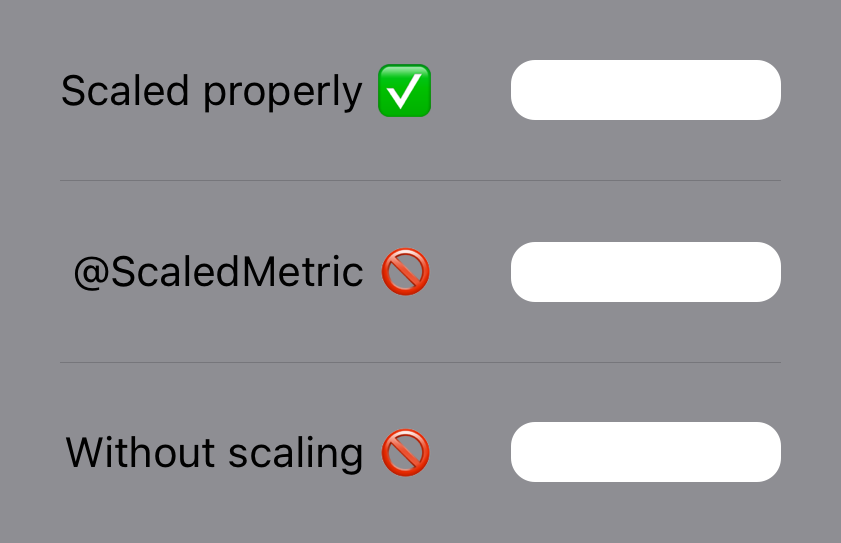 Scaled properly ✅
@ScaledMetric 🚫
Without scaling 🚫